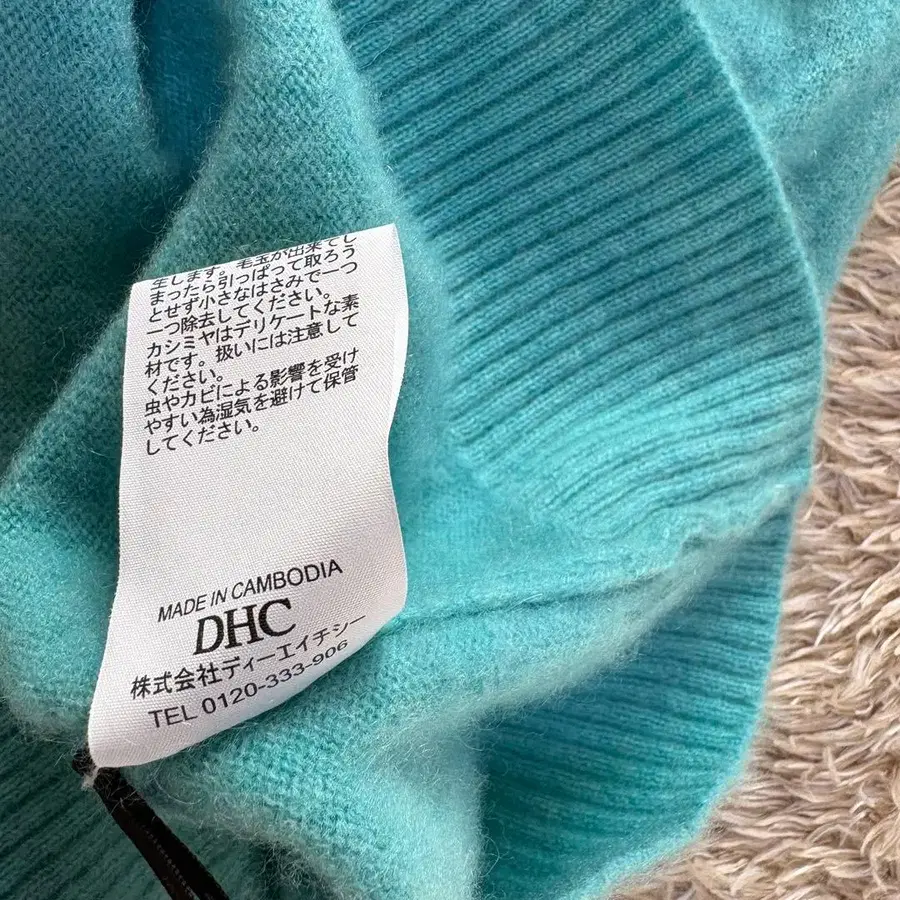 生します。毛玉が出来てし
まったら引っぱって取ろう
とせず小さなはさみで一つ
一つ除去してください。
カシミヤはデリケートな素
材です。扱いには注意して
ください。
虫やカビによる影響を受け
やすい為湿気を避けて保管
してください。
MADE IN CAMBODIA
DHC
株式会社ディーエイチシー
TEL 0120-333-906